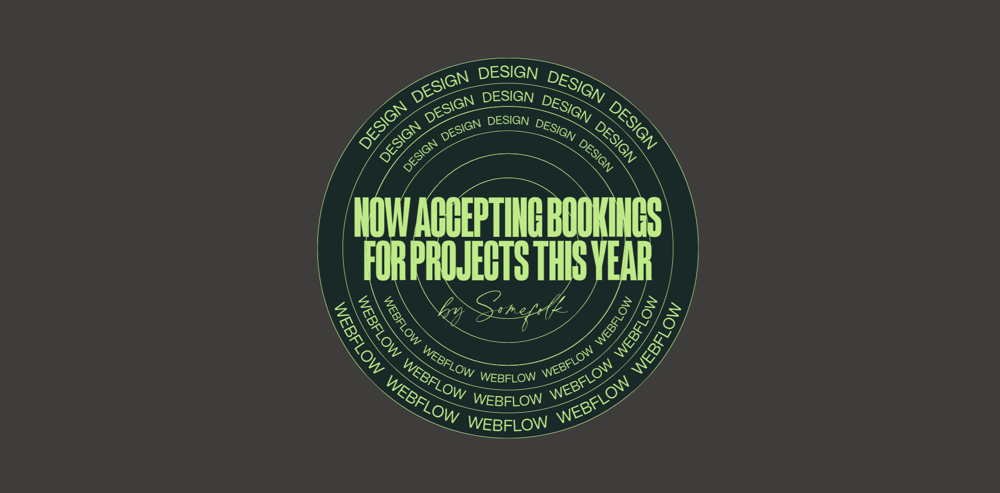 DESIGN DESIGN DESIGN DESIGN DESIGN
DESIGN DESIGN DESIGN DESIGN DESIGN
DESIGN DESIGN DESIGN DESIGN DESIGN
NOW ACCEPTING BOOKINGS
FOR PROJECTS THIS YEAR
by Somefolk
WEBFLOW WEBFLOW WEBFLOW WEBFLOW WEBFLOW
WEBFLOW WEBFLOW WEBFLOW WEBFLOW WEBFLOW
WEBFLOW WEBFLOW WEBFLOW WEBFLOW WEBFLOW